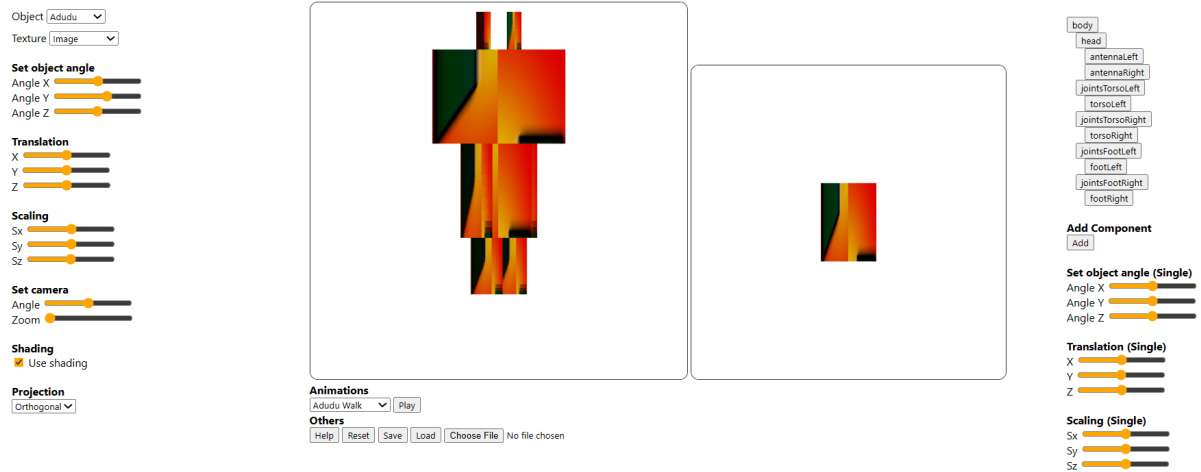 Object Adudu
Texture Image
Set object angle
Angle X
Angle Y
Angle Z
Translation
X
Y
Z
Scaling
Sx
Sy
Sz
Set camera
Angle
Zoom
Shading
Use shading
Projection
Orthogonal
Animations
Adudu Walk Play
Others
Help Reset Save Load Choose File No file chosen
body
head
antennaLeft
antennaRight
jointsTorsoLeft
torsoLeft
jointsTorsoRight
torsoRight
jointsFootLeft
footLeft
jointsFootRight
footRight
Add Component
Add
Set object angle (Single)
Angle X
Angle Y
Angle Z
Translation (Single)
X
Y
Z
Scaling (Single)
Sx
Sy
Sz